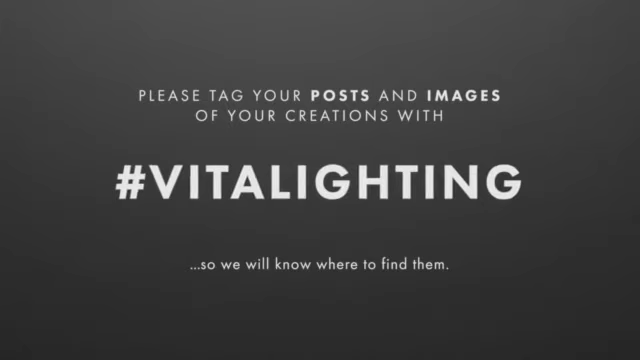 PLEASE TAG YOUR POSTS AND IMAGES
OF YOUR CREATIONS WITH
#VITALIGHTING
...so we will know where to find them.